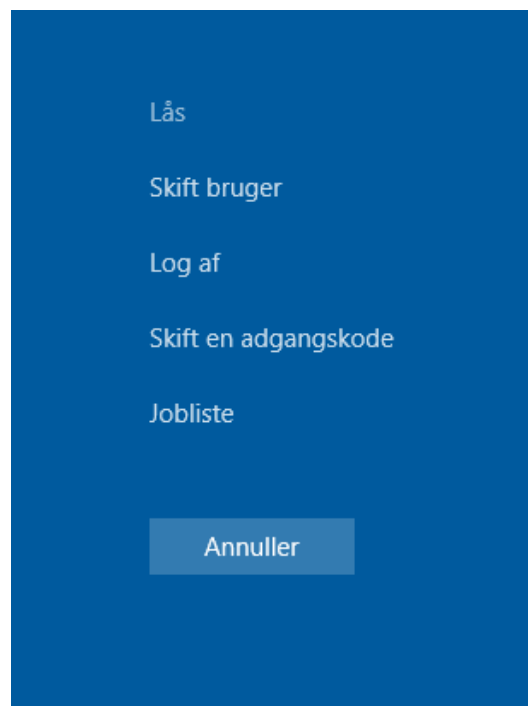 Lås
Skift bruger
Log af
Skift en adgangskode
Jobliste
Annuller